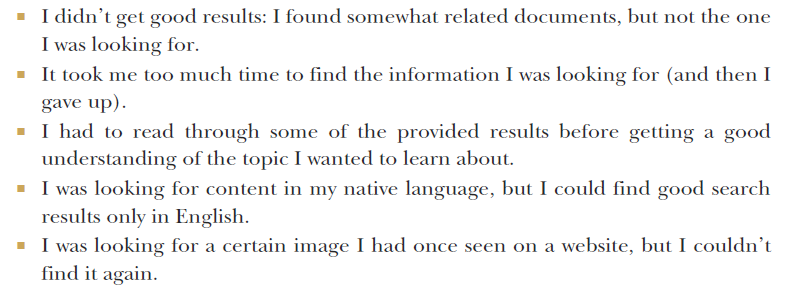 ▪ I didn’t get good results: I found somewhat related documents, but not the one
I was looking for.
▪ It took me too much time to find the information I was looking for (and then I
gave up).
▪ I had to read through some of the provided results before getting a good
understanding of the topic I wanted to learn about.
▪ I was looking for content in my native language, but I could find good search
results only in English.
▪ I was looking for a certain image I had once seen on a website, but I couldn’t
find it again.